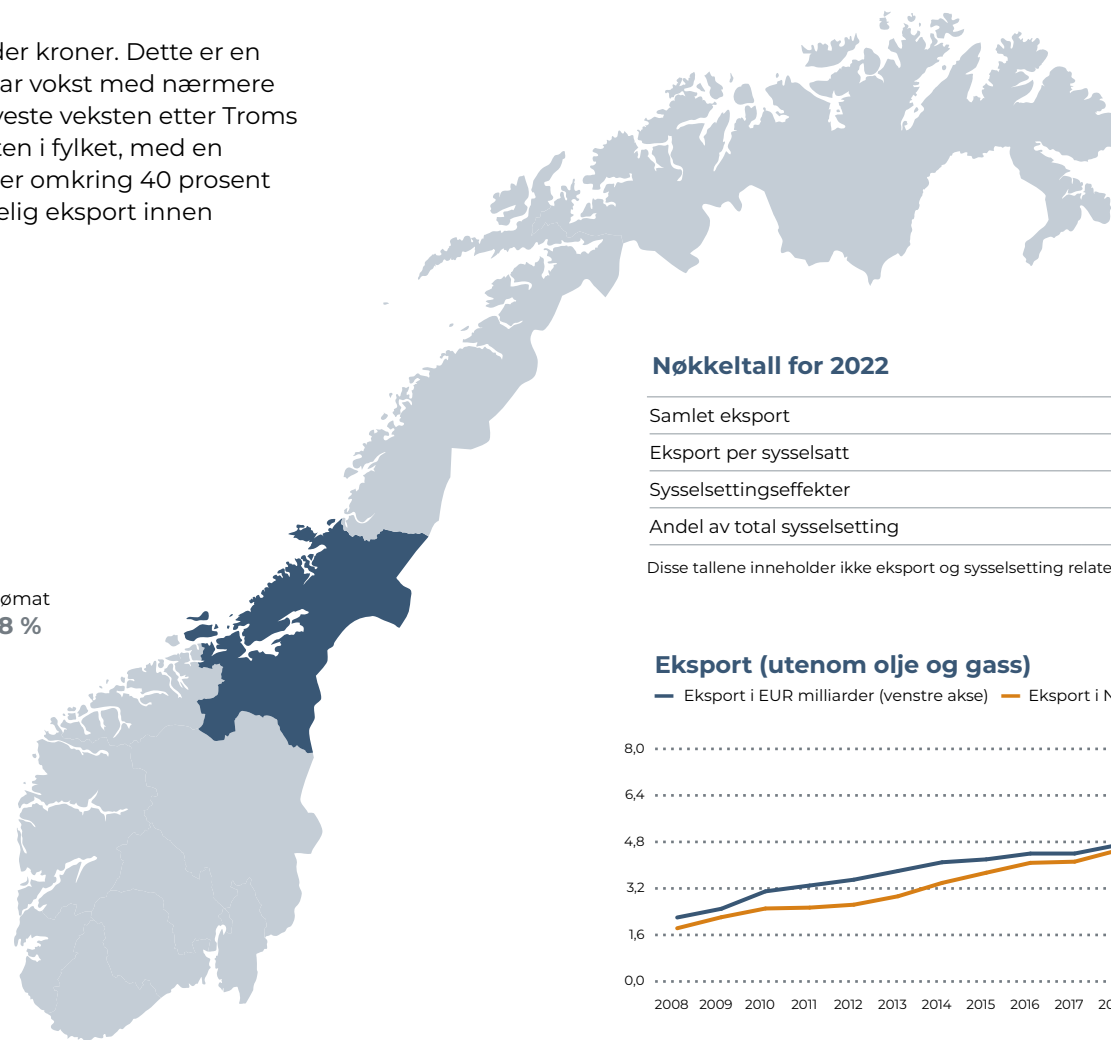 der kroner. Dette er en
ar vokst med nærmere
veste veksten etter Troms
ten i fylket, med en
er omkring 40 prosent
elig eksport innen
Nøkkeltall for 2022
Samlet eksport
Eksport per sysselsatt
Sysselsettingseffekter
Andel av total sysselsetting
Disse tallene inneholder ikke eksport og sysselsetting relate
ømat
8 %
Eksport (utenom olje og gass)
Eksport i EUR milliarder (venstre akse) Eksport i N
8,0
6,4
4,8
3,2
1,6
0,0
2008 2009 2010 2011 2012 2013 2014 2015 2016 2017 20